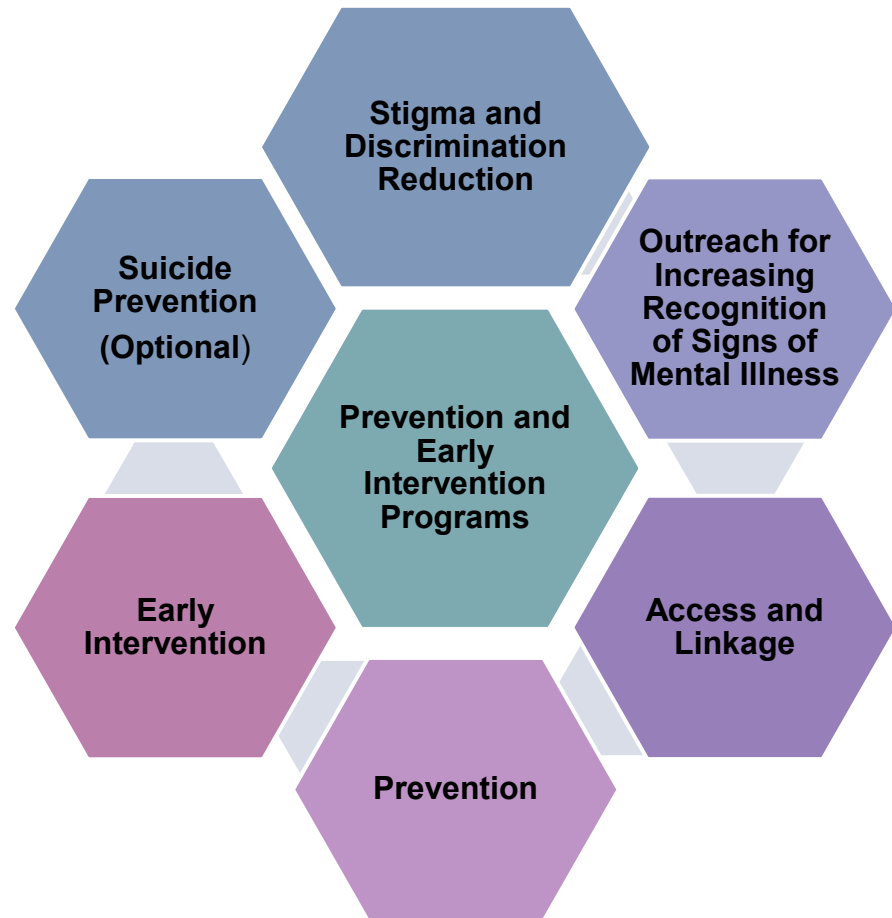 Stigma and
Discrimination
Reduction
Suicide
Prevention
(Optional)
Outreach for
Increasing
Recognition
of Signs of
Mental Illness
Prevention and
Early
Intervention
Programs
Early
Intervention
Access and
Linkage
Prevention